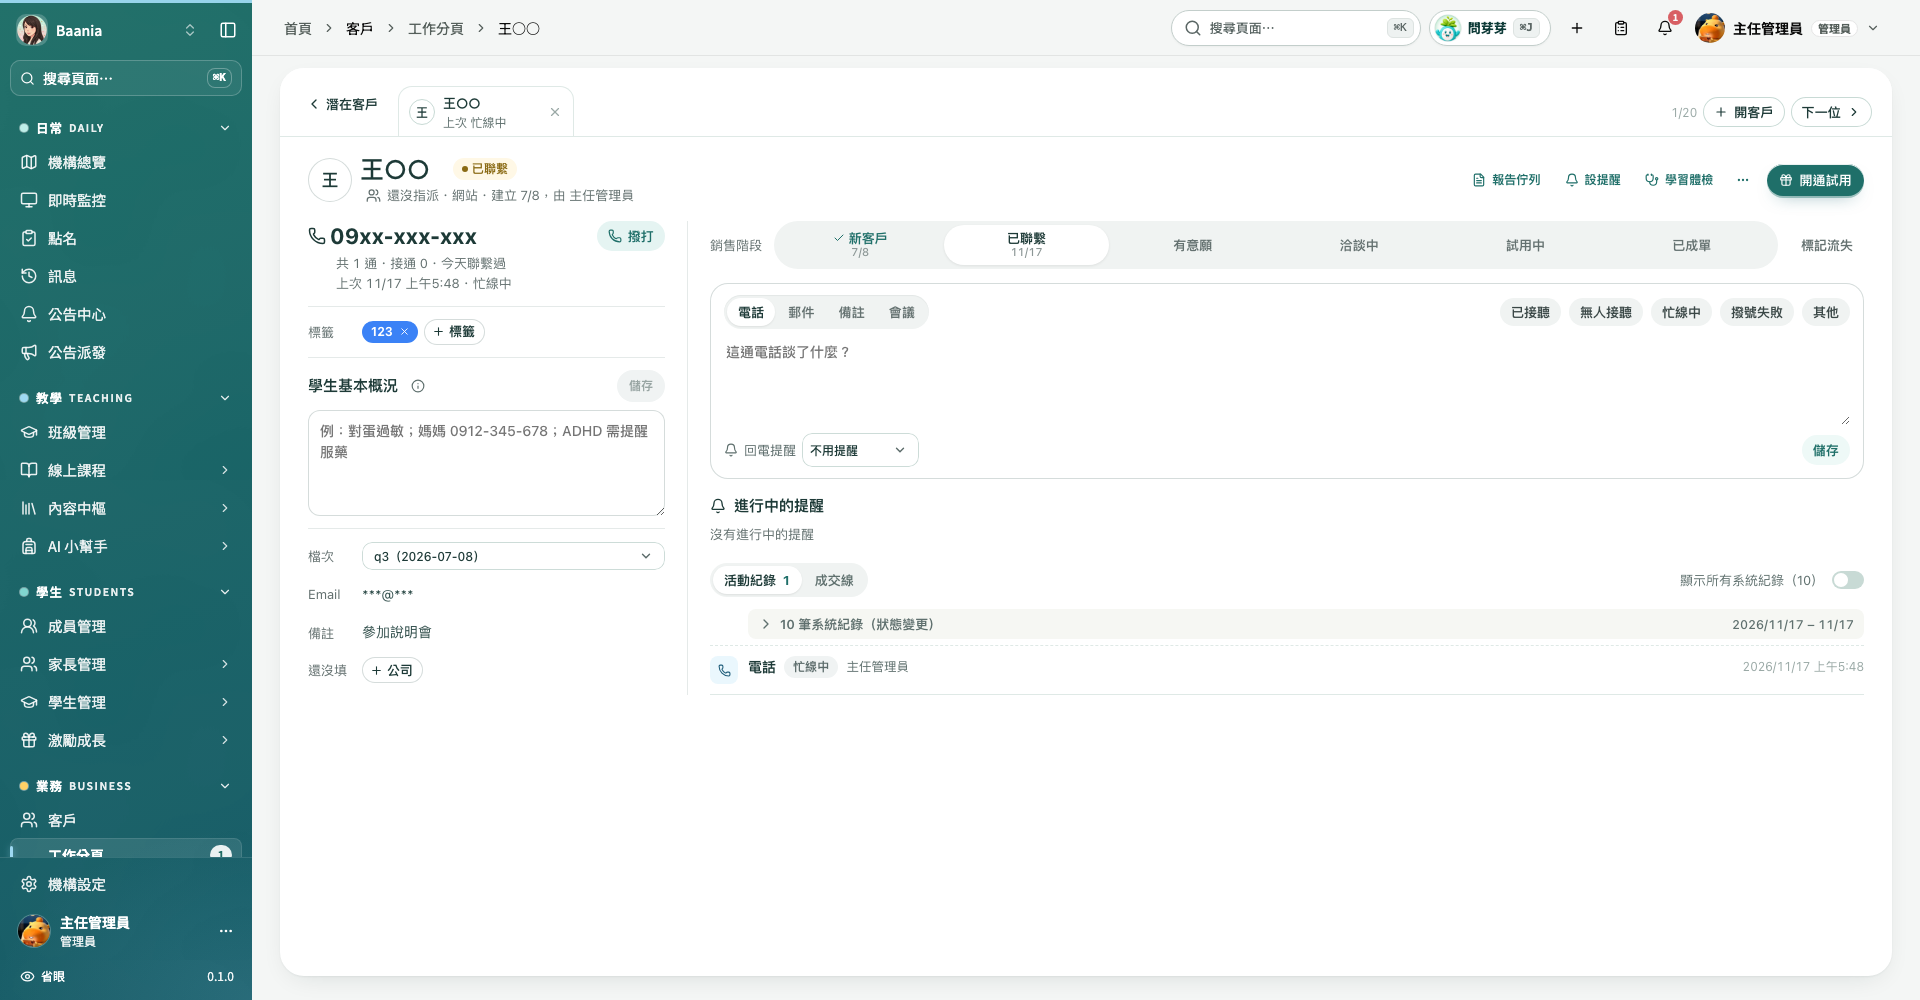 Baania
搜尋頁面… ⌘K
日常 DAILY
機構總覽
即時監控
點名
訊息
公告中心
公告派發
教學 TEACHING
班級管理
線上課程
內容中樞
AI 小幫手
學生 STUDENTS
成員管理
家長管理
學生管理
激勵成長
業務 BUSINESS
客戶
工作分頁 1
機構設定
主任管理員
管理員
省眼 0.1.0
首頁 > 客戶 > 工作分頁 > 王〇〇
搜尋頁面… ⌘K
問芽芽 ⌘J
1
主任管理員 管理員
潛在客戶
王 王〇〇
上次 忙線中
1/20 + 開客戶 下一位
王 王〇〇 已聯繫
還沒指派 · 網站 · 建立 7/8，由 主任管理員
報告佇列 設提醒 學習體檢 … 開通試用
09xx-xxx-xxx 撥打
共 1 通 · 接通 0 · 今天聯繫過
上次 11/17 上午5:48 · 忙線中
標籤 123 × + 標籤
學生基本概況 儲存
例：對蛋過敏；媽媽 0912-345-678；ADHD 需提醒
服藥
檔次 q3（2026-07-08）
Email ***@***
備註 參加說明會
還沒填 + 公司
銷售階段 新客戶 已聯繫 有意願 洽談中 試用中 已成單 標記流失
7/8 11/17
電話 郵件 備註 會議 已接聽 無人接聽 忙線中 撥號失敗 其他
這通電話談了什麼？
回電提醒 不用提醒 儲存
進行中的提醒
沒有進行中的提醒
活動紀錄 1 成交線 顯示所有系統紀錄（10）
10 筆系統紀錄（狀態變更） 2026/11/17 – 11/17
電話 忙線中 主任管理員 2026/11/17 上午5:48